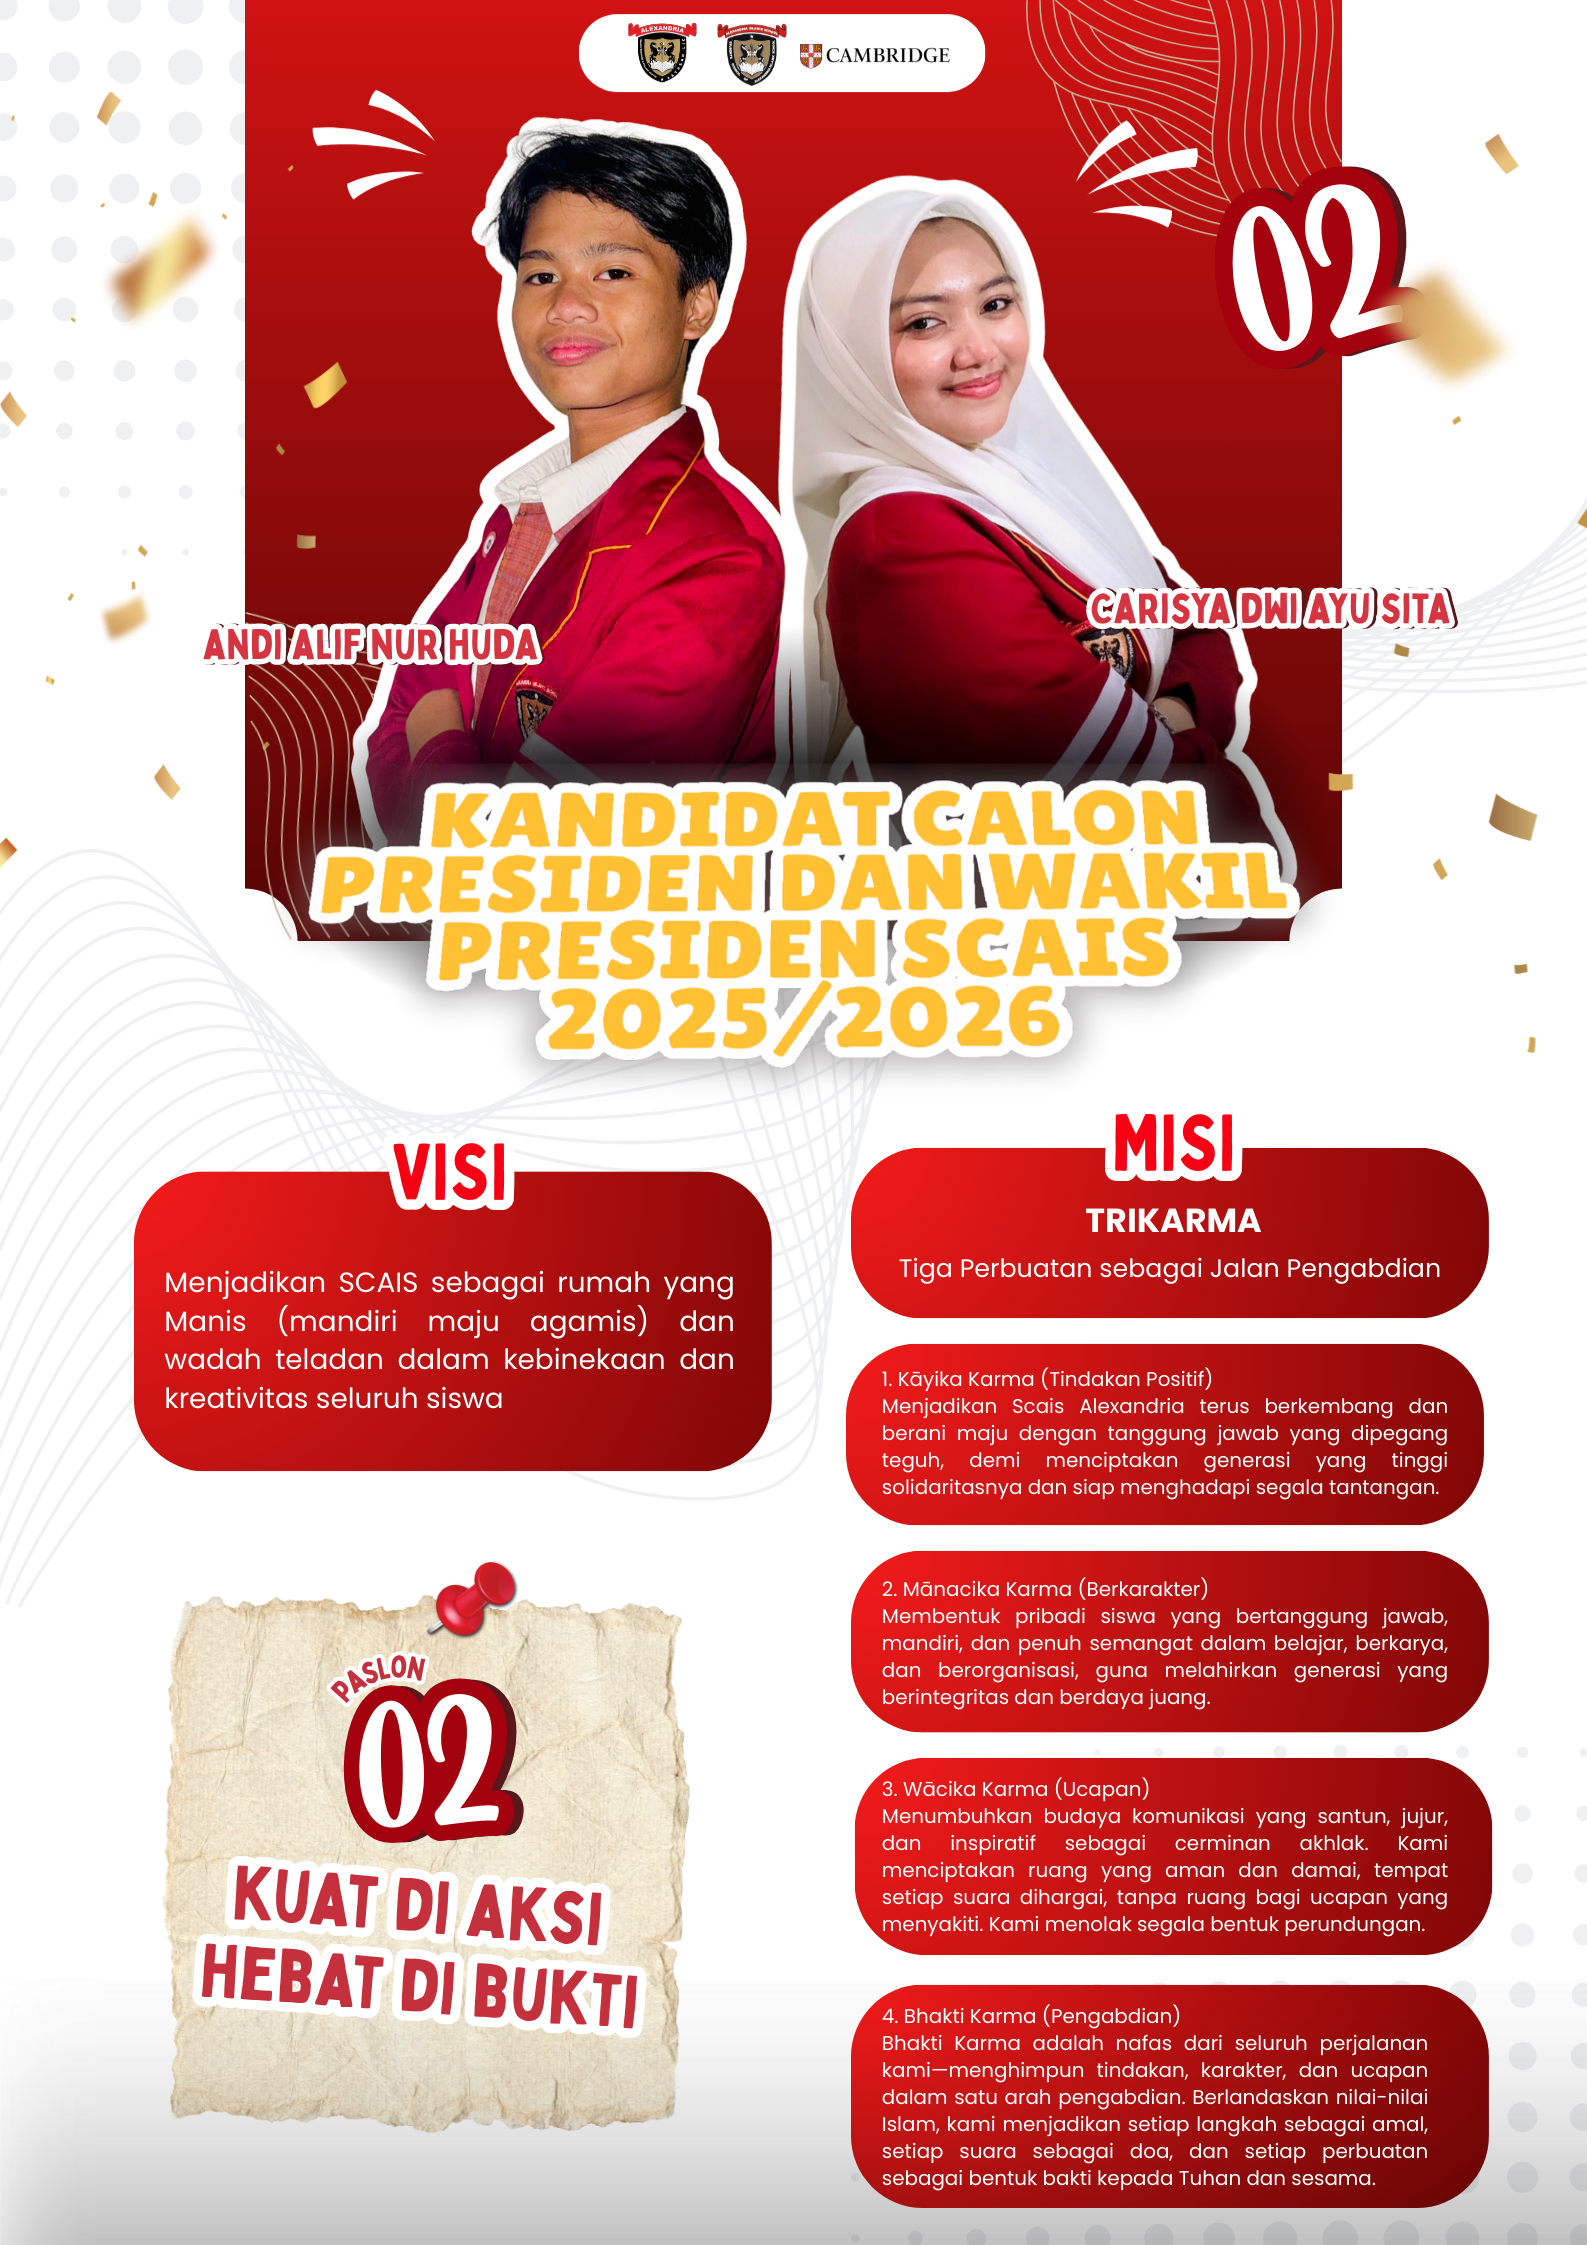 ALEXANDRIA
ALEXANDRIA ISLAMIC SCHOOL
CAMBRIDGE
02
ANDI ALIF NUR HUDA
CARISYA DWI AYU SITA
KANDIDAT CALON
PRESIDEN DAN WAKIL
PRESIDEN SCAIS
2025/2026
VISI
Menjadikan SCAIS sebagai rumah yang
Manis (mandiri maju agamis) dan
wadah teladan dalam kebinekaan dan
kreativitas seluruh siswa
PASLON
02
KUAT DI AKSI
HEBAT DI BUKTI
MISI
TRIKARMA
Tiga Perbuatan sebagai Jalan Pengabdian
1. Kāyika Karma (Tindakan Positif)
Menjadikan Scais Alexandria terus berkembang dan
berani maju dengan tanggung jawab yang dipegang
teguh, demi menciptakan generasi yang tinggi
solidaritasnya dan siap menghadapi segala tantangan.
2. Mānacika Karma (Berkarakter)
Membentuk pribadi siswa yang bertanggung jawab,
mandiri, dan penuh semangat dalam belajar, berkarya,
dan berorganisasi, guna melahirkan generasi yang
berintegritas dan berdaya juang.
3. Wācika Karma (Ucapan)
Menumbuhkan budaya komunikasi yang santun, jujur,
dan inspiratif sebagai cerminan akhlak. Kami
menciptakan ruang yang aman dan damai, tempat
setiap suara dihargai, tanpa ruang bagi ucapan yang
menyakiti. Kami menolak segala bentuk perundungan.
4. Bhakti Karma (Pengabdian)
Bhakti Karma adalah nafas dari seluruh perjalanan
kami—menghimpun tindakan, karakter, dan ucapan
dalam satu arah pengabdian. Berlandaskan nilai-nilai
Islam, kami menjadikan setiap langkah sebagai amal,
setiap suara sebagai doa, dan setiap perbuatan
sebagai bentuk bakti kepada Tuhan dan sesama.